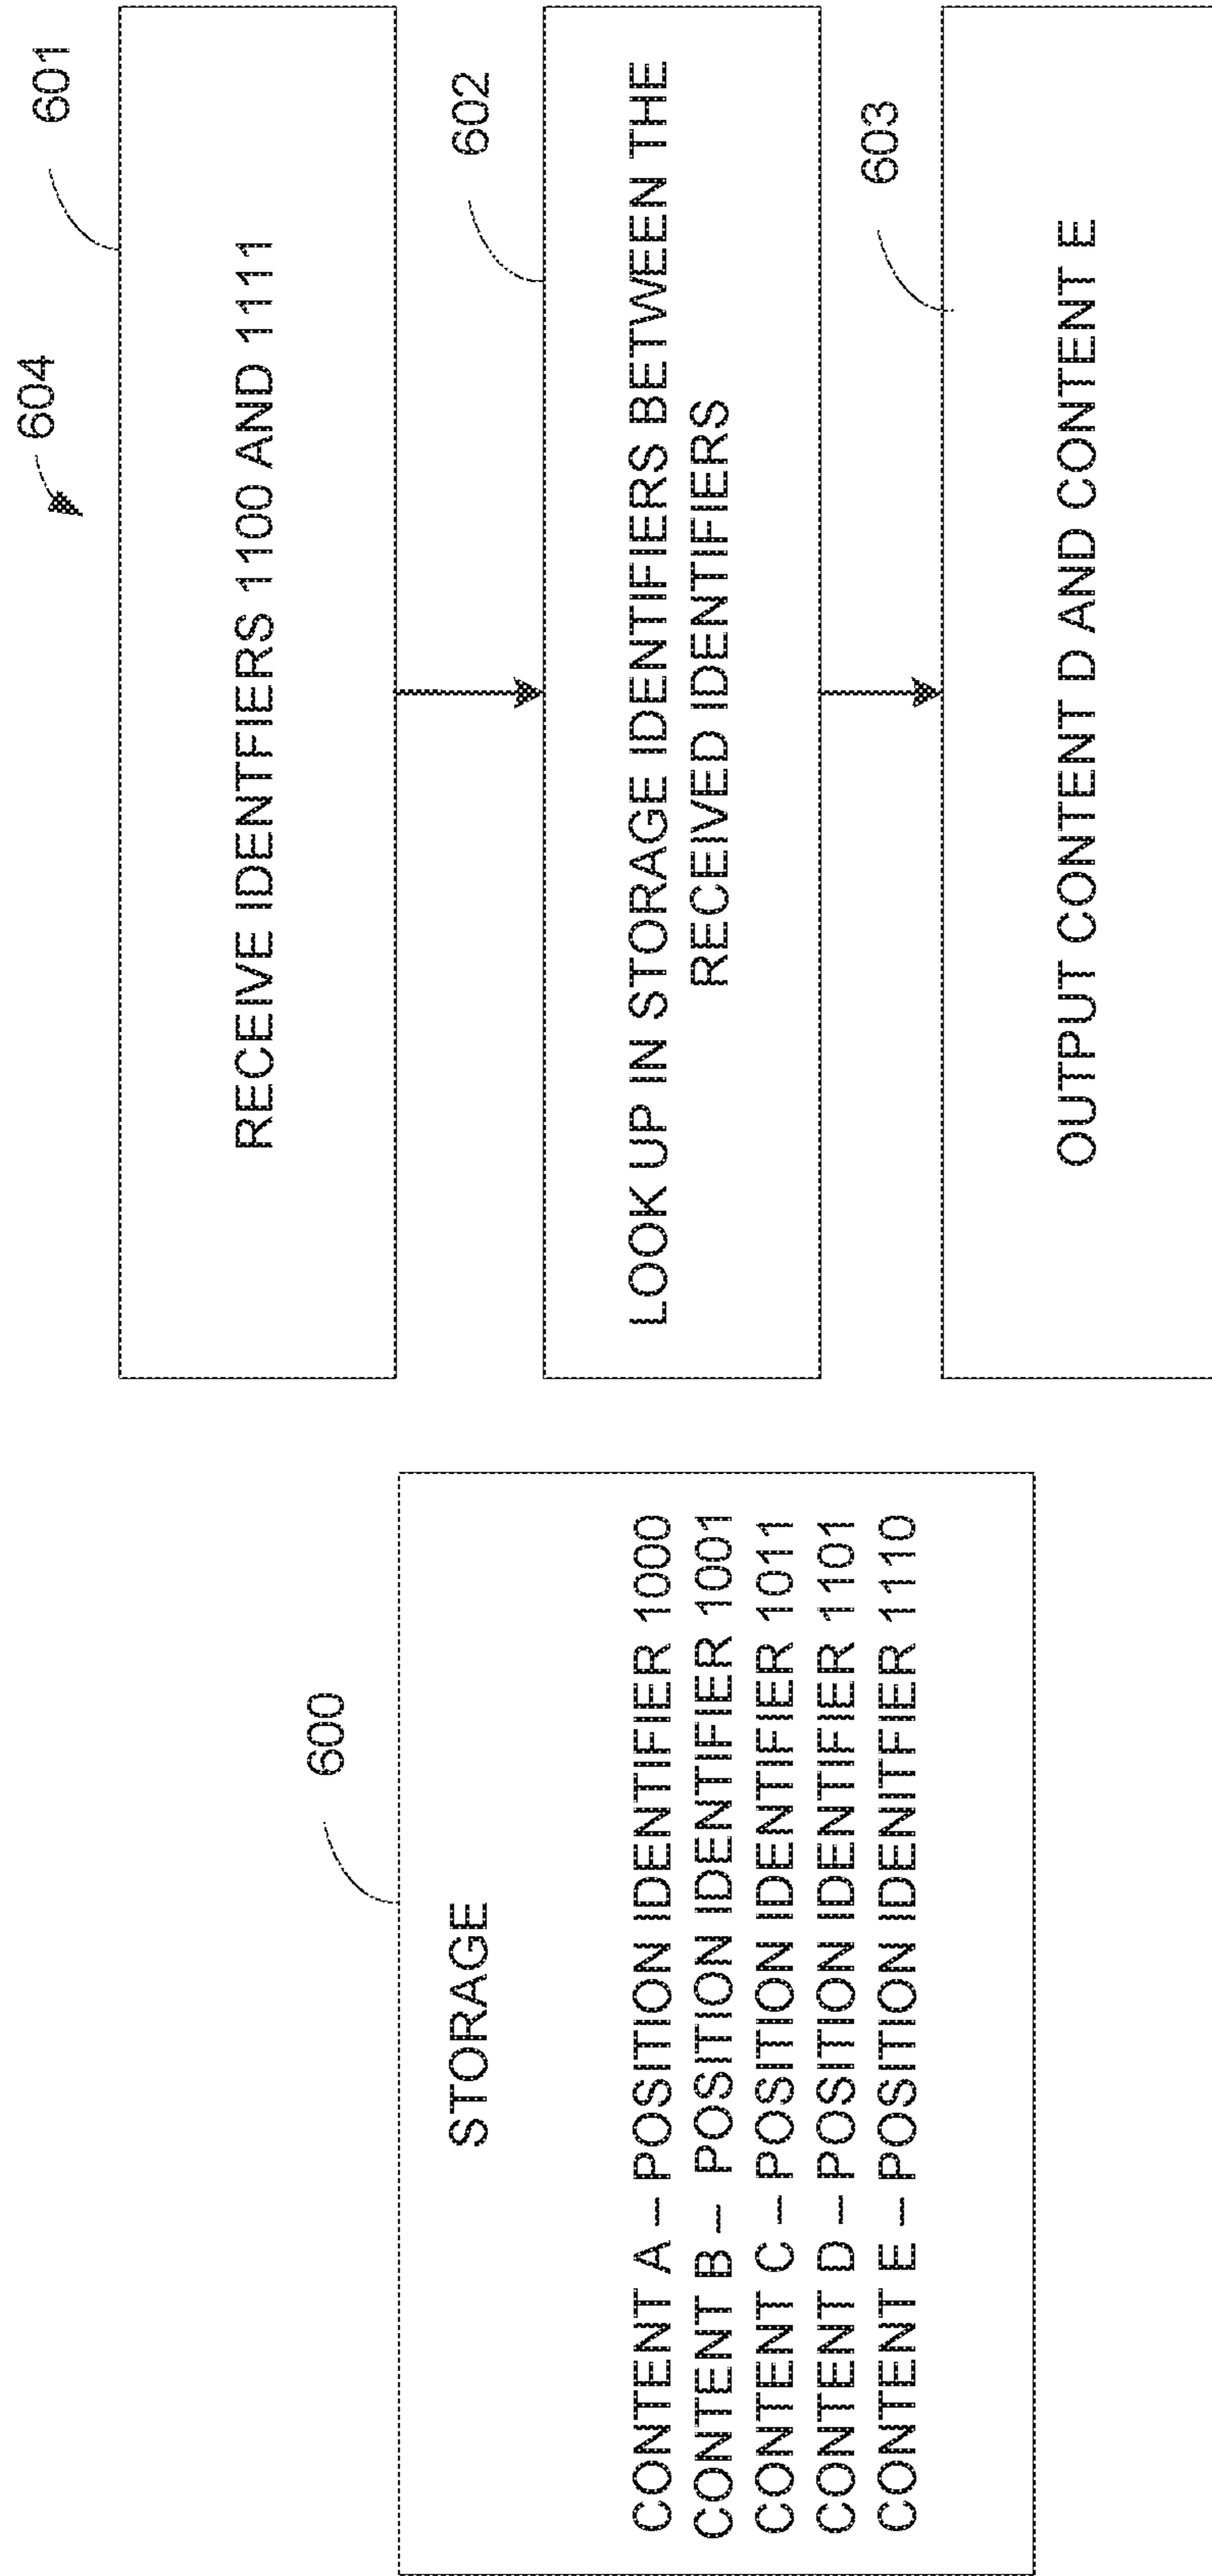 600
STORAGE
CONTENT A – POSITION IDENTIFIER 1000
CONTENT B – POSITION IDENTIFIER 1001
CONTENT C – POSITION IDENTIFIER 1011
CONTENT D – POSITION IDENTIFIER 1101
CONTENT E – POSITION IDENITFIER 1110
604
601
RECEIVE IDENTFIERS 1100 AND 1111
602
LOOK UP IN STORAGE IDENTIFIERS BETWEEN THE
RECEIVED IDENTIFIERS
603
OUTPUT CONTENT D AND CONTENT E